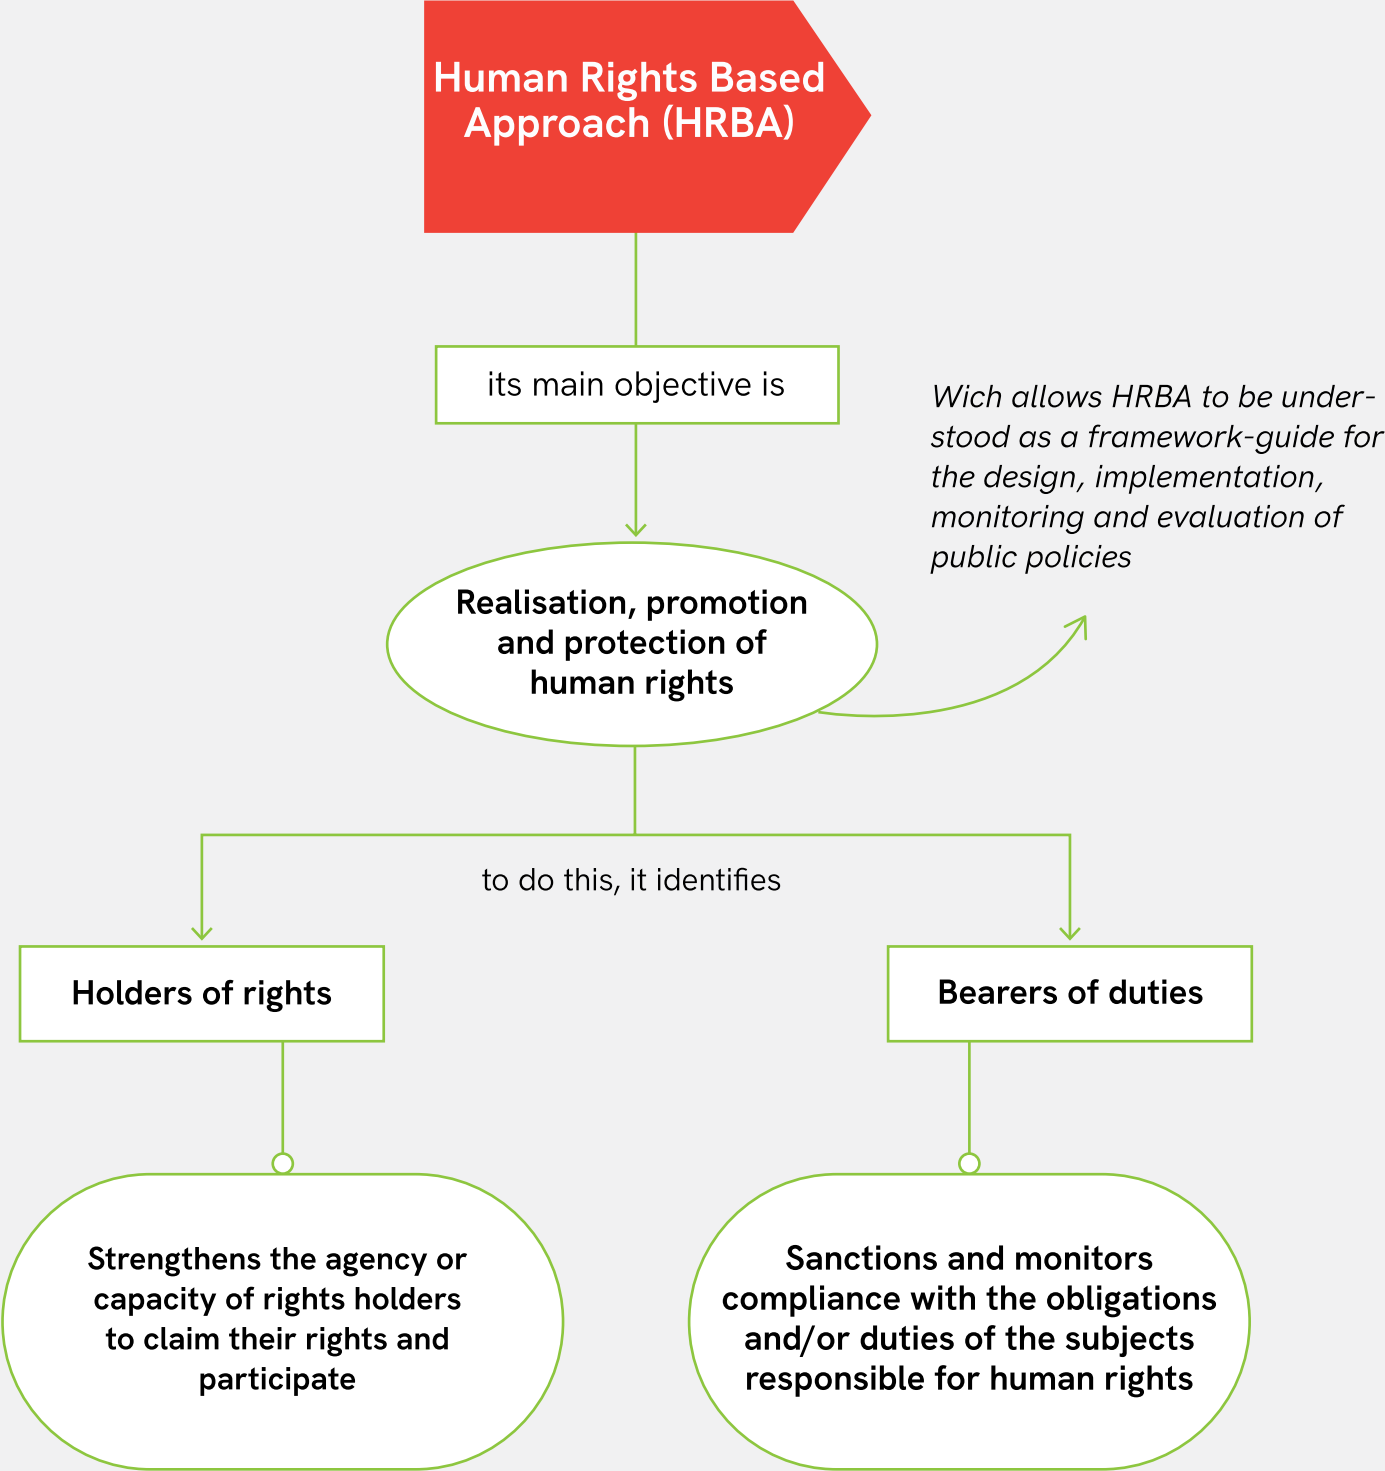 Human Rights Based
Approach (HRBA)
its main objective is
Wich allows HRBA to be under-
stood as a framework-guide for
the design, implementation,
monitoring and evaluation of
public policies
Realisation, promotion
and protection of
human rights
to do this, it identifies
Holders of rights
Bearers of duties
Strengthens the agency or
capacity of rights holders
to claim their rights and
participate
Sanctions and monitors
compliance with the obligations
and/or duties of the subjects
responsible for human rights